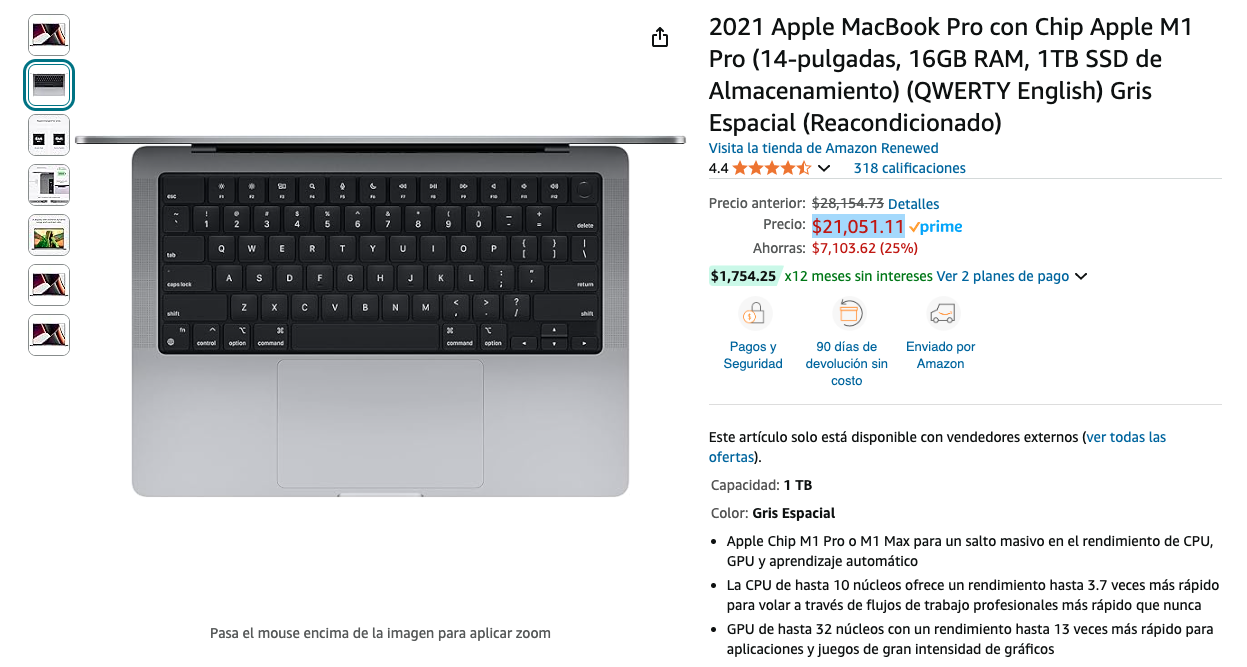 2021 Apple MacBook Pro con Chip Apple M1
Pro (14-pulgadas, 16GB RAM, 1TB SSD de
Almacenamiento) (QWERTY English) Gris
Espacial (Reacondicionado)
Visita la tienda de Amazon Renewed
4.4 318 calificaciones
Precio anterior: $28,154.73 Detalles
Precio: $21,051.11 prime
Ahorras: $7,103.62 (25%)
$1,754.25 x12 meses sin intereses Ver 2 planes de pago
Pagos y
Seguridad
90 días de
devolución sin
costo
Enviado por
Amazon
Este artículo solo está disponible con vendedores externos (ver todas las
ofertas).
Capacidad: 1 TB
Color: Gris Espacial
• Apple Chip M1 Pro o M1 Max para un salto masivo en el rendimiento de CPU,
GPU y aprendizaje automático
• La CPU de hasta 10 núcleos ofrece un rendimiento hasta 3.7 veces más rápido
para volar a través de flujos de trabajo profesionales más rápido que nunca
• GPU de hasta 32 núcleos con un rendimiento hasta 13 veces más rápido para
aplicaciones y juegos de gran intensidad de gráficos
esc F1 F2 F3 F4 F5 F6 F7 F8 F9 F10 F11 F12
~ ! @ # $ % ^ & * ( ) _ +
` 1 2 3 4 5 6 7 8 9 0 - = delete
tab Q W E R T Y U I O P { [ } ] | \
caps lock A S D F G H J K L : ; " ' return
shift Z X C V B N M < , > . ? / shift
fn control option command command option
Pasa el mouse encima de la imagen para aplicar zoom